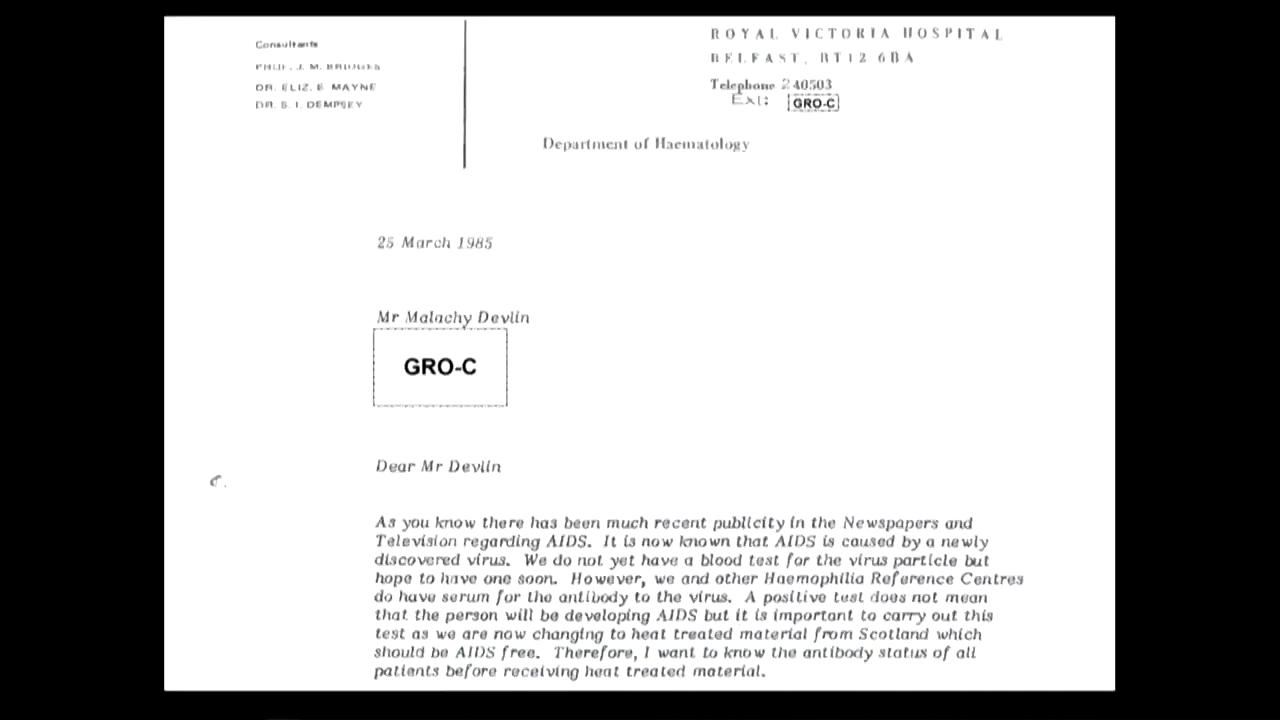 Consultants
PROF. J. M. BRIDGES
DR. ELIZ. E. MAYNE
DR. S. I. DEMPSEY
ROYAL VICTORIA HOSPITAL
BELFAST, BT12 6BA
Telephone 240503
Ext: GRO-C
Department of Haematology
25 March 1985
Mr Malachy Devlin
GRO-C
Dear Mr Devlin
As you know there has been much recent publicity in the Newspapers and
Television regarding AIDS. It is now known that AIDS is caused by a newly
discovered virus. We do not yet have a blood test for the virus particle but
hope to have one soon. However, we and other Haemophilia Reference Centres
do have serum for the antibody to the virus. A positive test does not mean
that the person will be developing AIDS but it is important to carry out this
test as we are now changing to heat treated material from Scotland which
should be AIDS free. Therefore, I want to know the antibody status of all
patients before receiving heat treated material.